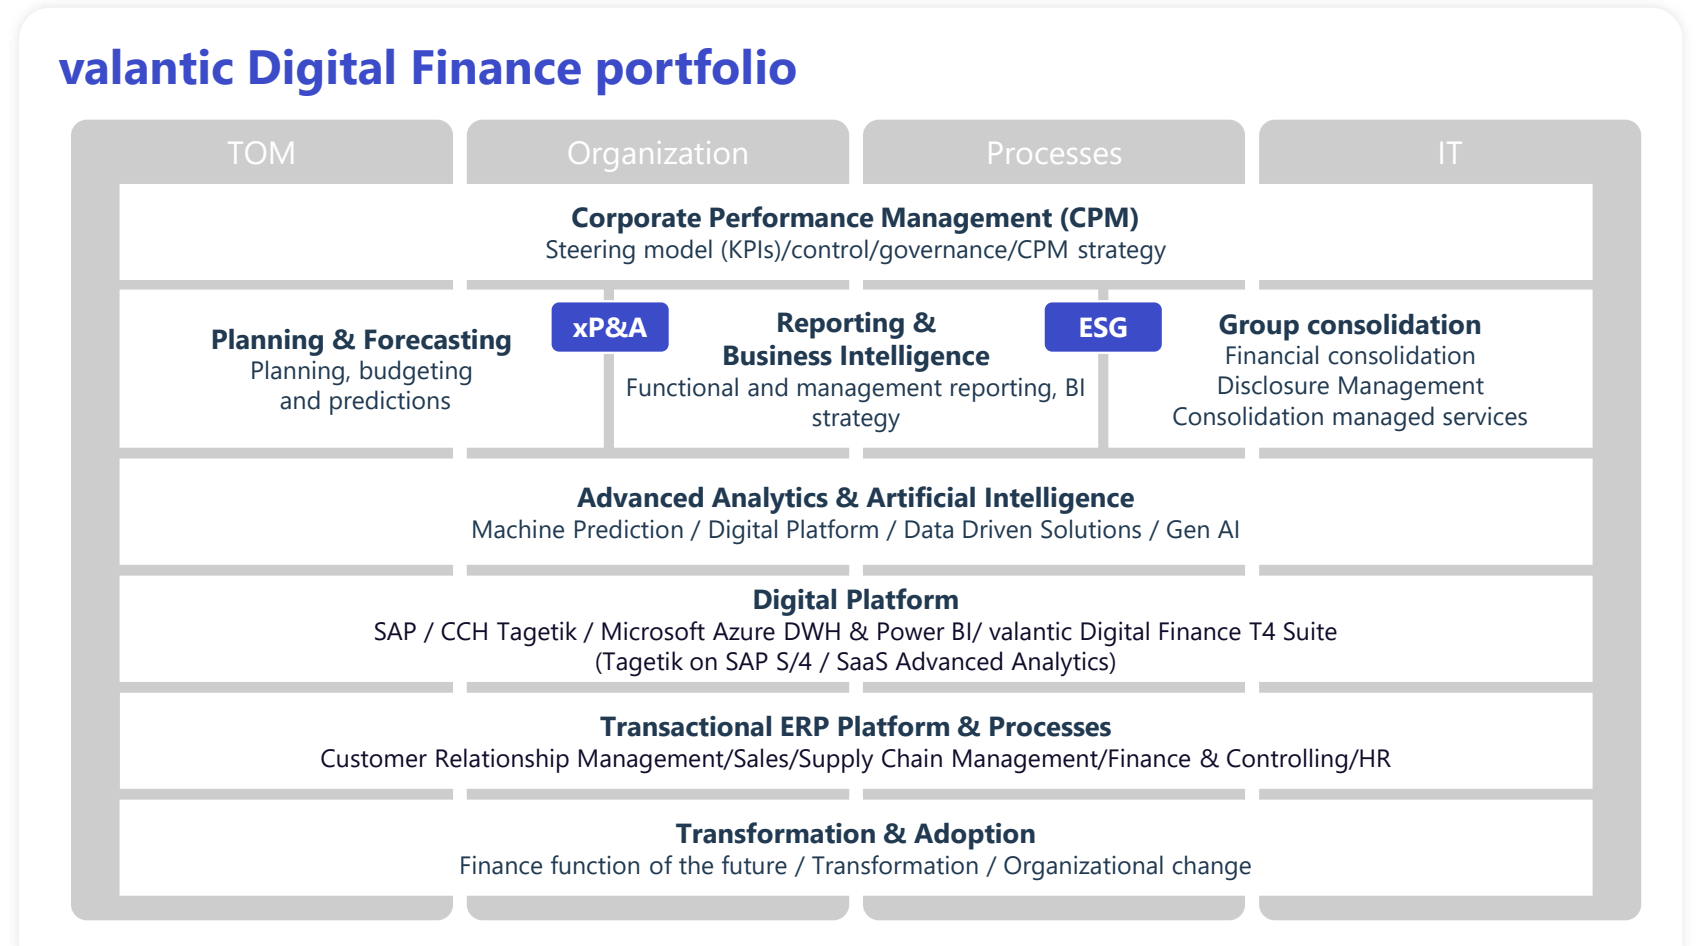 valantic Digital Finance portfolio
TOM
Organization
Processes
IT
Corporate Performance Management (CPM)
Steering model (KPIs)/control/governance/CPM strategy
Planning & Forecasting
Planning, budgeting
and predictions
xP&A
Reporting &
Business Intelligence
Functional and management reporting, BI
strategy
ESG
Group consolidation
Financial consolidation
Disclosure Management
Consolidation managed services
Advanced Analytics & Artificial Intelligence
Machine Prediction / Digital Platform / Data Driven Solutions / Gen AI
Digital Platform
SAP / CCH Tagetik / Microsoft Azure DWH & Power BI/ valantic Digital Finance T4 Suite
(Tagetik on SAP S/4 / SaaS Advanced Analytics)
Transactional ERP Platform & Processes
Customer Relationship Management/Sales/Supply Chain Management/Finance & Controlling/HR
Transformation & Adoption
Finance function of the future / Transformation / Organizational change